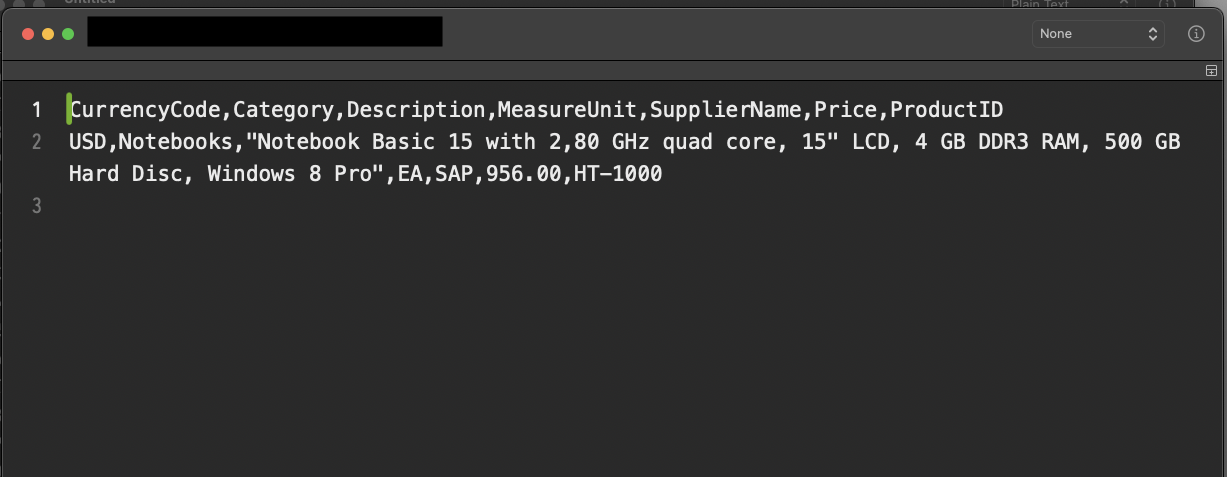 Untitled
Plain Text
None
1 CurrencyCode,Category,Description,MeasureUnit,SupplierName,Price,ProductID
2 USD,Notebooks,"Notebook Basic 15 with 2,80 GHz quad core, 15" LCD, 4 GB DDR3 RAM, 500 GB
Hard Disc, Windows 8 Pro",EA,SAP,956.00,HT-1000
3